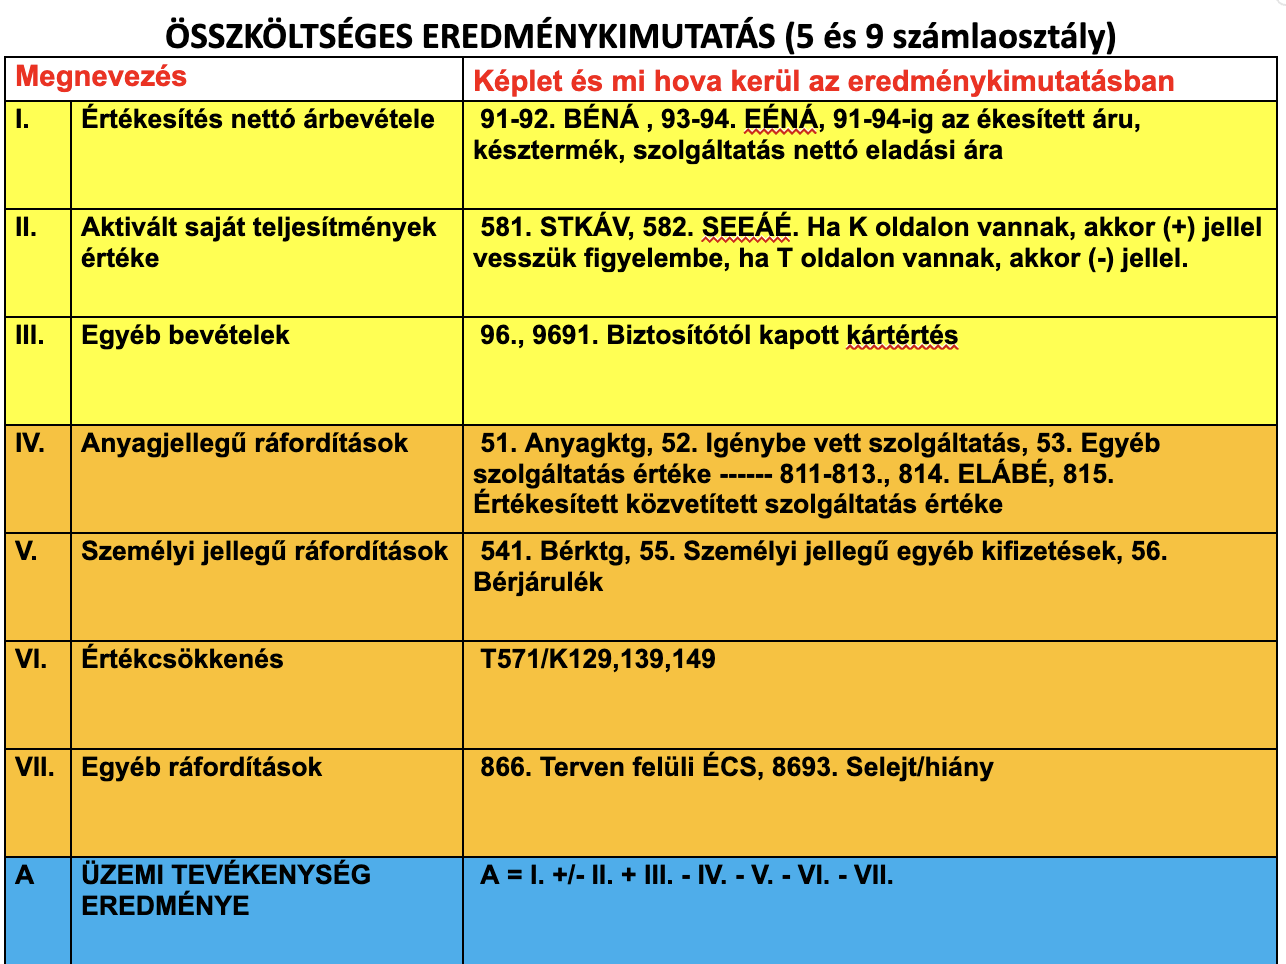 ÖSSZKÖLTSÉGES EREDMÉNYKIMUTATÁS (5 és 9 számlaosztály)
Megnevezés
Képlet és mi hova kerül az eredménykimutatásban
I.
Értékesítés nettó árbevétele
91-92. BÉNÁ , 93-94. EÉNÁ, 91-94-ig az ékesített áru,
késztermék, szolgáltatás nettó eladási ára
II.
Aktivált saját teljesítmények
értéke
581. STKÁV, 582. SEEÁÉ. Ha K oldalon vannak, akkor (+) jellel
vesszük figyelembe, ha T oldalon vannak, akkor (-) jellel.
III.
Egyéb bevételek
96., 9691. Biztosítótól kapott kártértés
IV.
Anyagjellegű ráfordítások
51. Anyagktg, 52. Igénybe vett szolgáltatás, 53. Egyéb
szolgáltatás értéke ------ 811-813., 814. ELÁBÉ, 815.
Értékesített közvetített szolgáltatás értéke
V.
Személyi jellegű ráfordítások
541. Bérktg, 55. Személyi jellegű egyéb kifizetések, 56.
Bérjárulék
VI.
Értékcsökkenés
T571/K129,139,149
VII.
Egyéb ráfordítások
866. Terven felüli ÉCS, 8693. Selejt/hiány
A
ÜZEMI TEVÉKENYSÉG
EREDMÉNYE
A = I. +/- II. + III. - IV. - V. - VI. - VII.